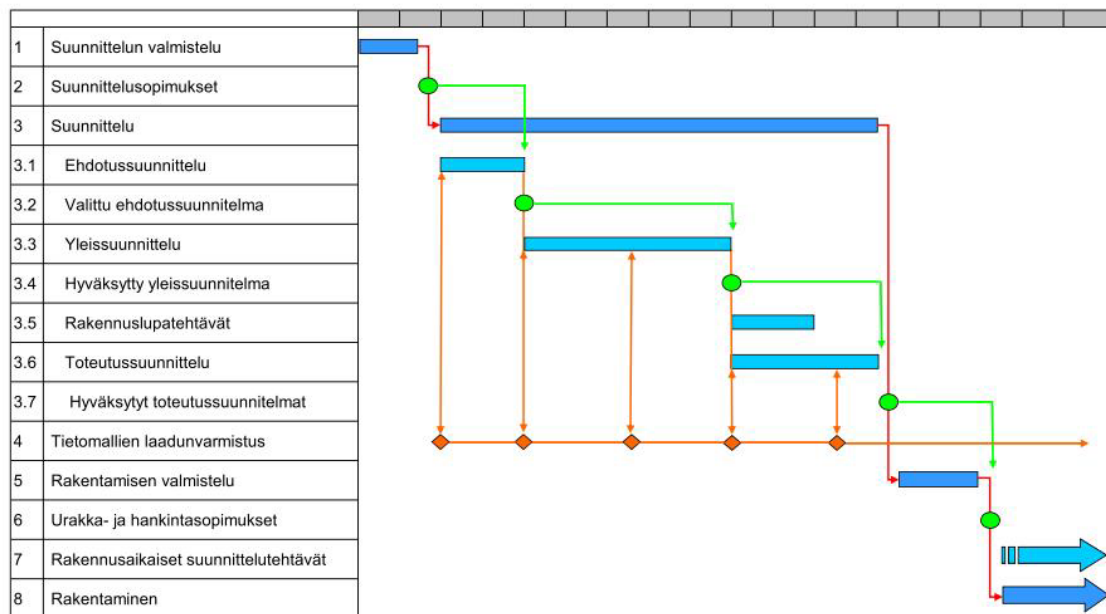 1 Suunnittelun valmistelu
2 Suunnittelusopimukset
3 Suunnittelu
3.1 Ehdotussuunnittelu
3.2 Valittu ehdotussuunnitelma
3.3 Yleissuunnittelu
3.4 Hyväksytty yleissuunnitelma
3.5 Rakennuslupatehtävät
3.6 Toteutussuunnittelu
3.7 Hyväksytyt toteutussuunnitelmat
4 Tietomallien laadunvarmistus
5 Rakentamisen valmistelu
6 Urakka- ja hankintasopimukset
7 Rakennusaikaiset suunnittelutehtävät
8 Rakentaminen